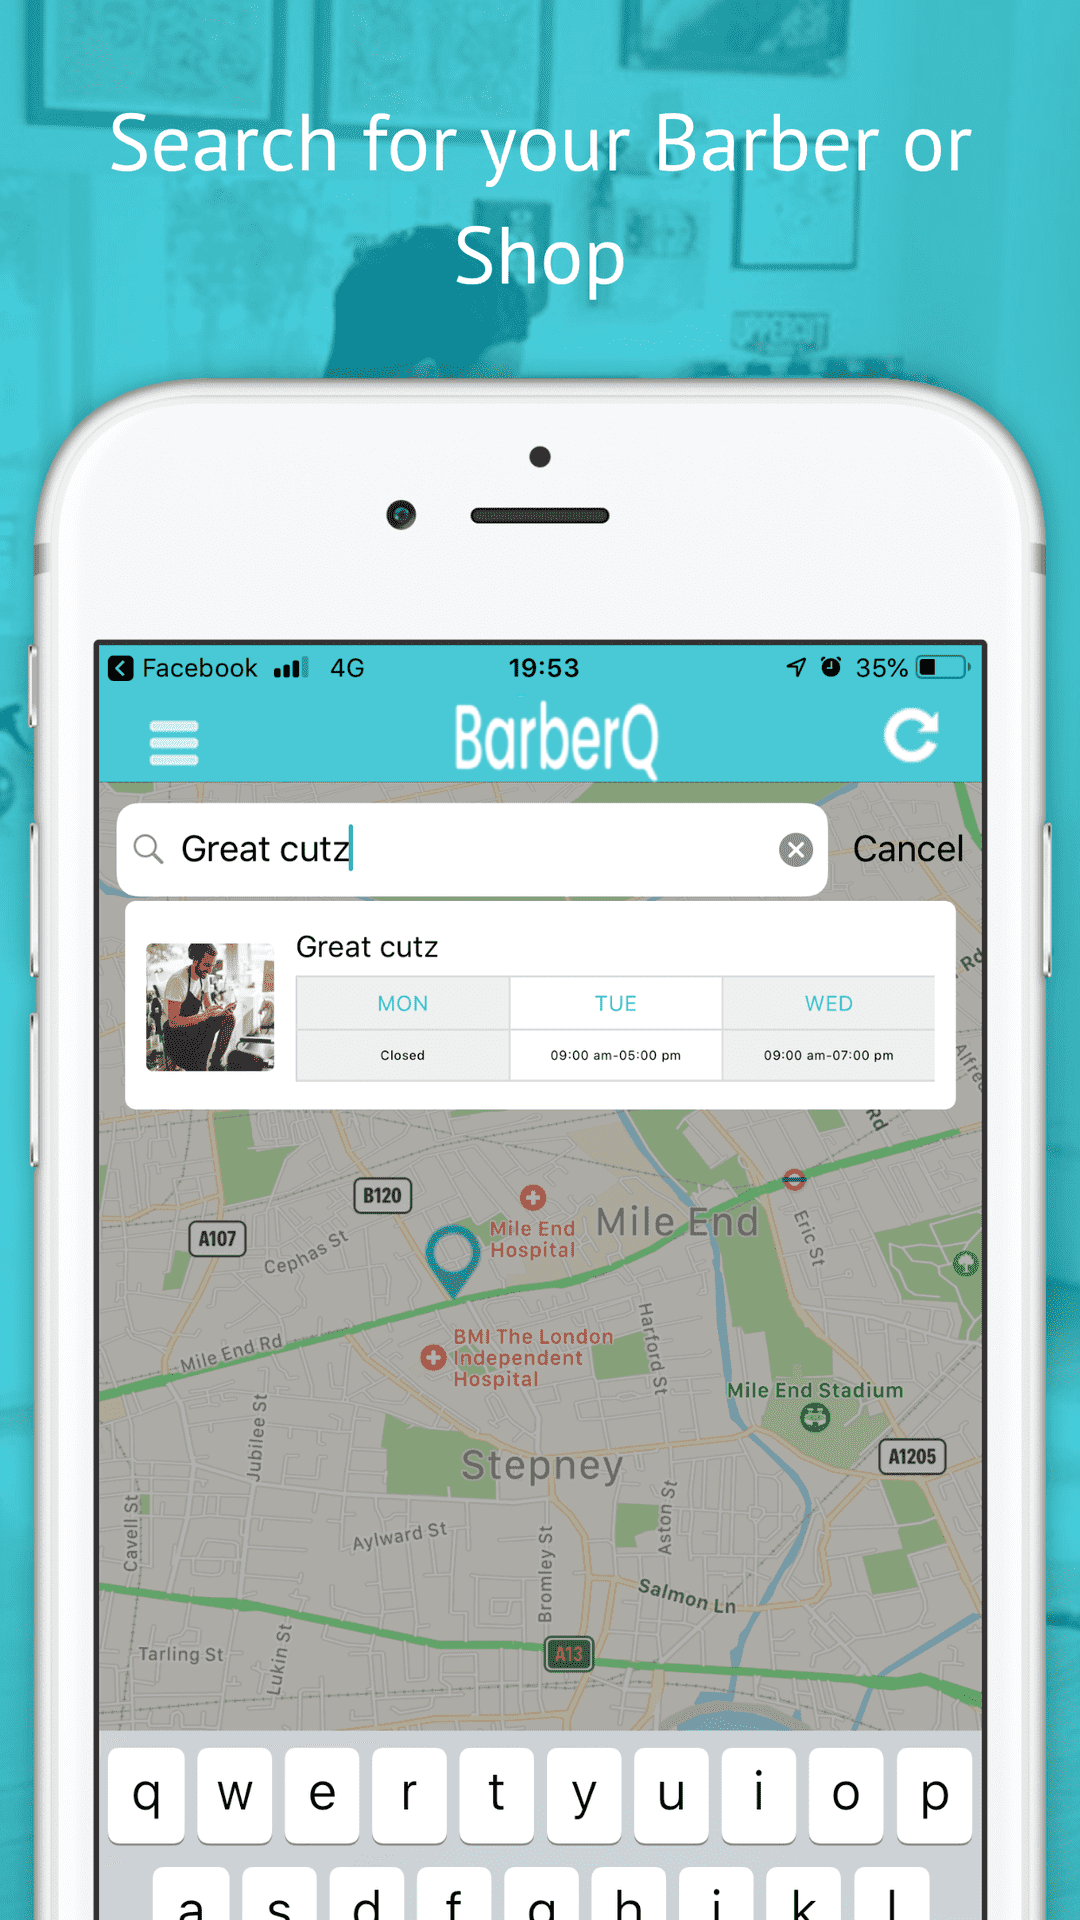 Search for your Barber or
Shop
UPPERCUT
Facebook 4G 19:53 35%
BarberQ
Great cutz Cancel
Great cutz
MON TUE WED
Closed 09:00 am-05:00 pm 09:00 am-07:00 pm
Rd
Alfre
Rd
B120
Mile End
Hospital
Mile End
A107
Cephas St
Eric St
Mile End Rd
BMI The London
Independent
Hospital
Harford St
Mile End Stadium
Jubilee St
Stepney
A1205
Cavell St
Aylward St
Aston St
Bromley St
Salmon Ln
Tarling St
Lukin St
A13
q w e r t y u i o p
a s d f g h j k l